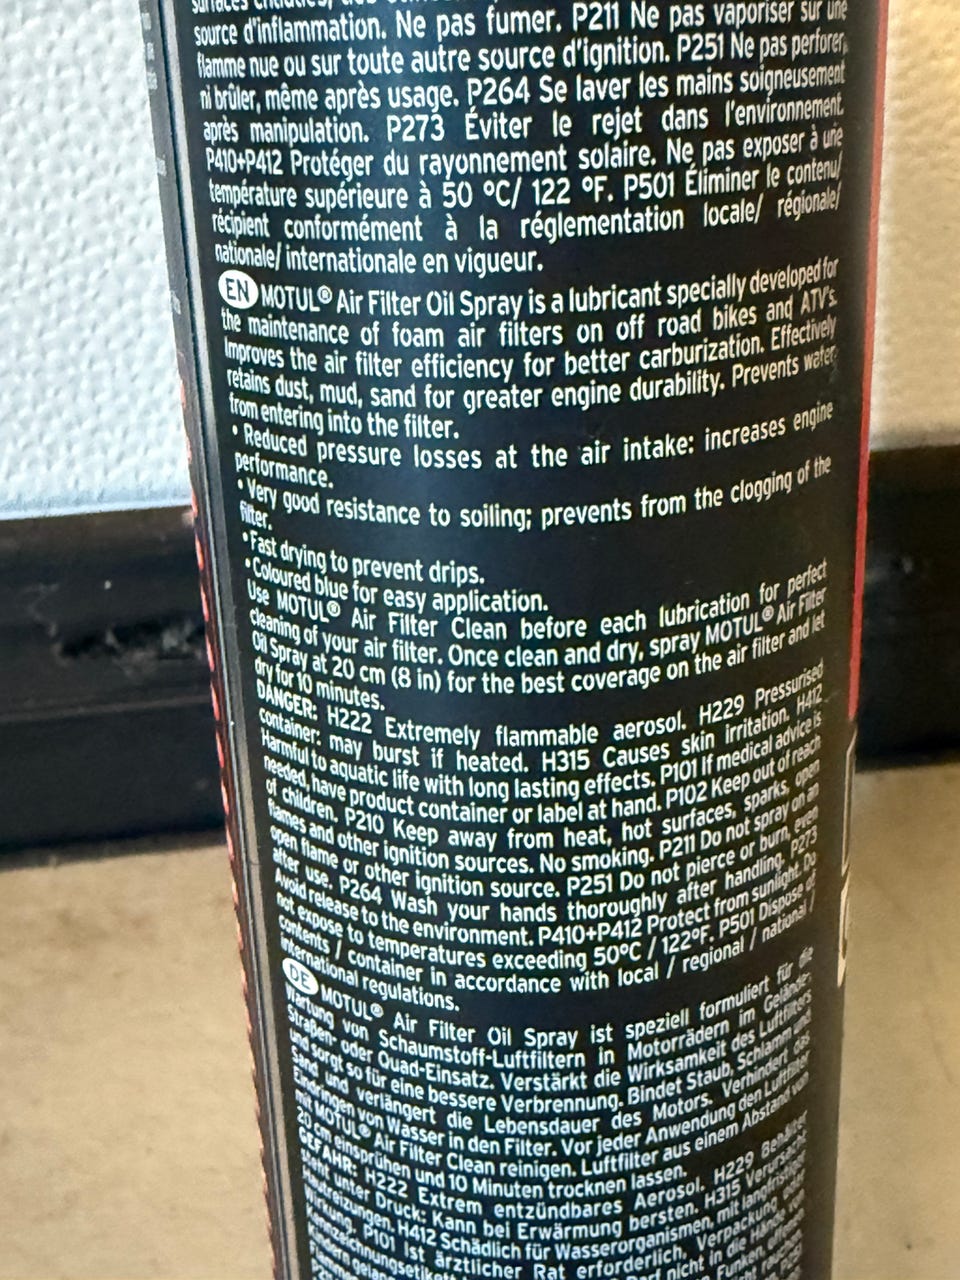 source d'inflammation. Ne pas fumer. P211 Ne pas vaporiser sur une
flamme nue ou sur toute autre source d'ignition. P251 Ne pas perforer,
ni brûler, même après usage. P264 Se laver les mains soigneusement
après manipulation. P273 Éviter le rejet dans l'environnement.
P410+P412 Protéger du rayonnement solaire. Ne pas exposer à une
température supérieure à 50 °C/ 122 °F. P501 Éliminer le contenu/
récipient conformément à la réglementation locale/ régionale/
nationale/ internationale en vigueur.
EN MOTUL® Air Filter Oil Spray is a lubricant specially developed for
the maintenance of foam air filters on off road bikes and ATV's.
Improves the air filter efficiency for better carburization. Effectively
retains dust, mud, sand for greater engine durability. Prevents water
from entering into the filter.
• Reduced pressure losses at the air intake: increases engine
performance.
• Very good resistance to soiling; prevents from the clogging of the
filter.
• Fast drying to prevent drips.
• Coloured blue for easy application.
Use MOTUL® Air Filter Clean before each lubrication for perfect
cleaning of your air filter. Once clean and dry, spray MOTUL® Air Filter
Oil Spray at 20 cm (8 in) for the best coverage on the air filter and let
dry for 10 minutes.
DANGER: H222 Extremely flammable aerosol. H229 Pressurised
container: may burst if heated. H315 Causes skin irritation. H412
Harmful to aquatic life with long lasting effects. P101 If medical advice is
needed, have product container or label at hand. P102 Keep out of reach
of children. P210 Keep away from heat, hot surfaces, sparks, open
flames and other ignition sources. No smoking. P211 Do not spray on an
open flame or other ignition source. P251 Do not pierce or burn, even
after use. P264 Wash your hands thoroughly after handling. P273
Avoid release to the environment. P410+P412 Protect from sunlight. Do
not expose to temperatures exceeding 50°C / 122°F. P501 Dispose of
contents / container in accordance with local / regional / national /
international regulations.
DE MOTUL® Air Filter Oil Spray ist speziell formuliert für die
Wartung von Schaumstoff-Luftfiltern in Motorrädern im Gelände-,
Straßen- oder Quad-Einsatz. Verstärkt die Wirksamkeit des Luftfilters
und sorgt so für eine bessere Verbrennung. Bindet Staub, Schlamm und
Sand und verlängert die Lebensdauer des Motors. Verhindert das
Eindringen von Wasser in den Filter. Vor jeder Anwendung den Luftfilter
mit MOTUL® Air Filter Clean reinigen. Luftfilter aus einem Abstand von
20 cm einsprühen und 10 Minuten trocknen lassen.
GEFAHR: H222 Extrem entzündbares Aerosol. H229 Behälter
steht unter Druck: Kann bei Erwärmung bersten. H315 Verursacht
Hautreizungen. H412 Schädlich für Wasserorganismen, mit langfristiger
Wirkung. P101 Ist ärztlicher Rat erforderlich, Verpackung oder
nicht in die Hände von
Funken, offenen